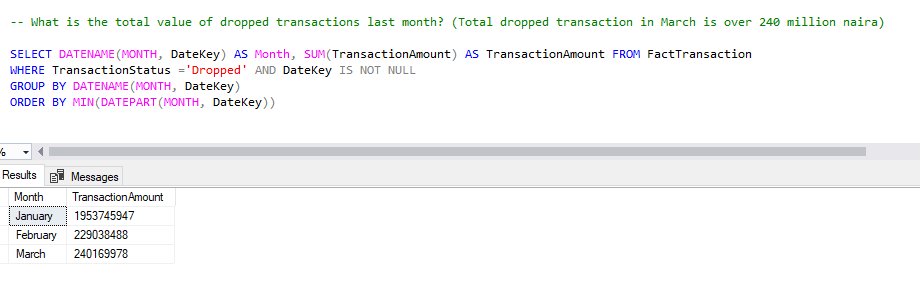 -- What is the total value of dropped transactions last month? (Total dropped transaction in March is over 240 million naira)
SELECT DATENAME(MONTH, DateKey) AS Month, SUM(TransactionAmount) AS TransactionAmount FROM FactTransaction
WHERE TransactionStatus ='Dropped' AND DateKey IS NOT NULL
GROUP BY DATENAME(MONTH, DateKey)
ORDER BY MIN(DATEPART(MONTH, DateKey))
%
Results Messages
Month TransactionAmount
January 1953745947
February 229038488
March 240169978